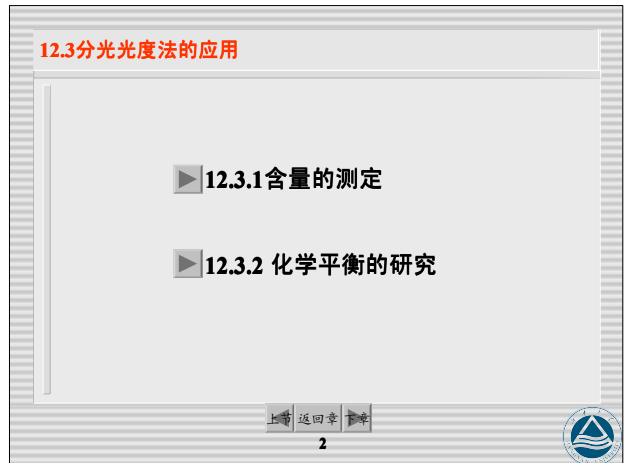 12.3分光光度法的应用
12.3.1含量的测定
12.3.2 化学平衡的研究
上节 返回章 下章
2